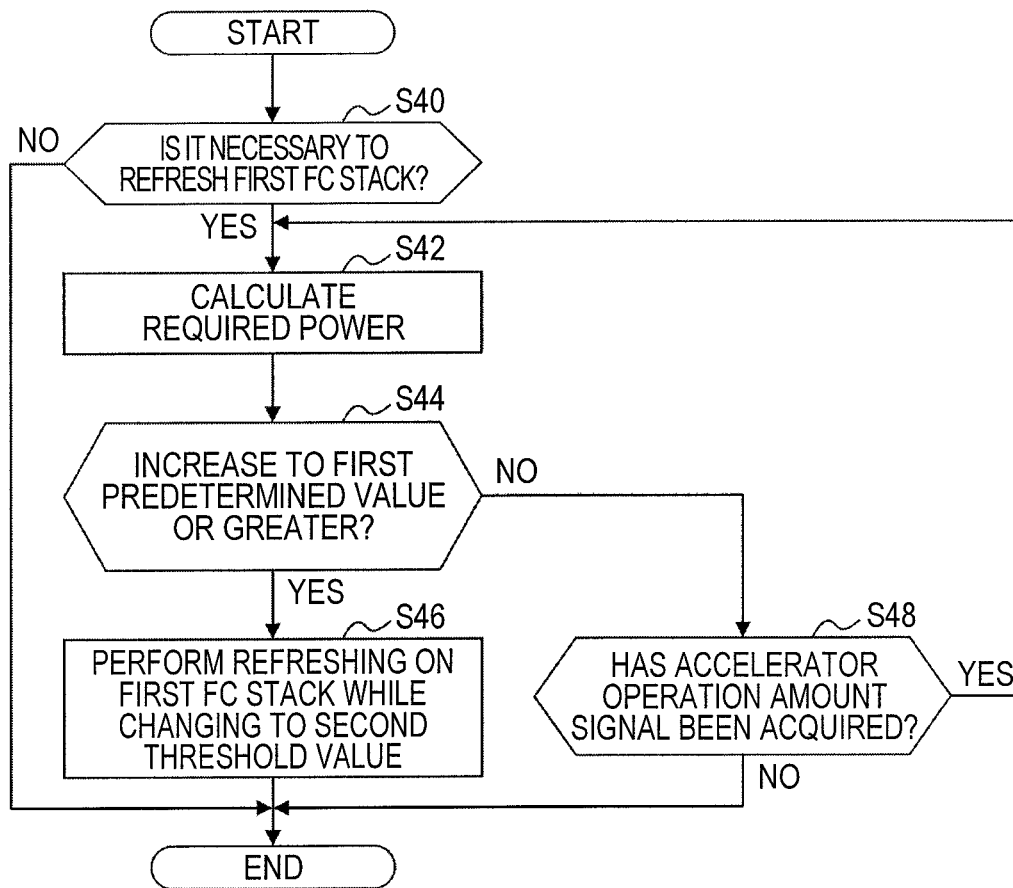 START
S40
NO
IS IT NECESSARY TO
REFRESH FIRST FC STACK?
YES
S42
CALCULATE
REQUIRED POWER
S44
INCREASE TO FIRST
PREDETERMINED VALUE
OR GREATER?
NO
YES
S46
PERFORM REFRESHING ON
FIRST FC STACK WHILE
CHANGING TO SECOND
THRESHOLD VALUE
S48
HAS ACCELERATOR
OPERATION AMOUNT
SIGNAL BEEN ACQUIRED?
YES
NO
END